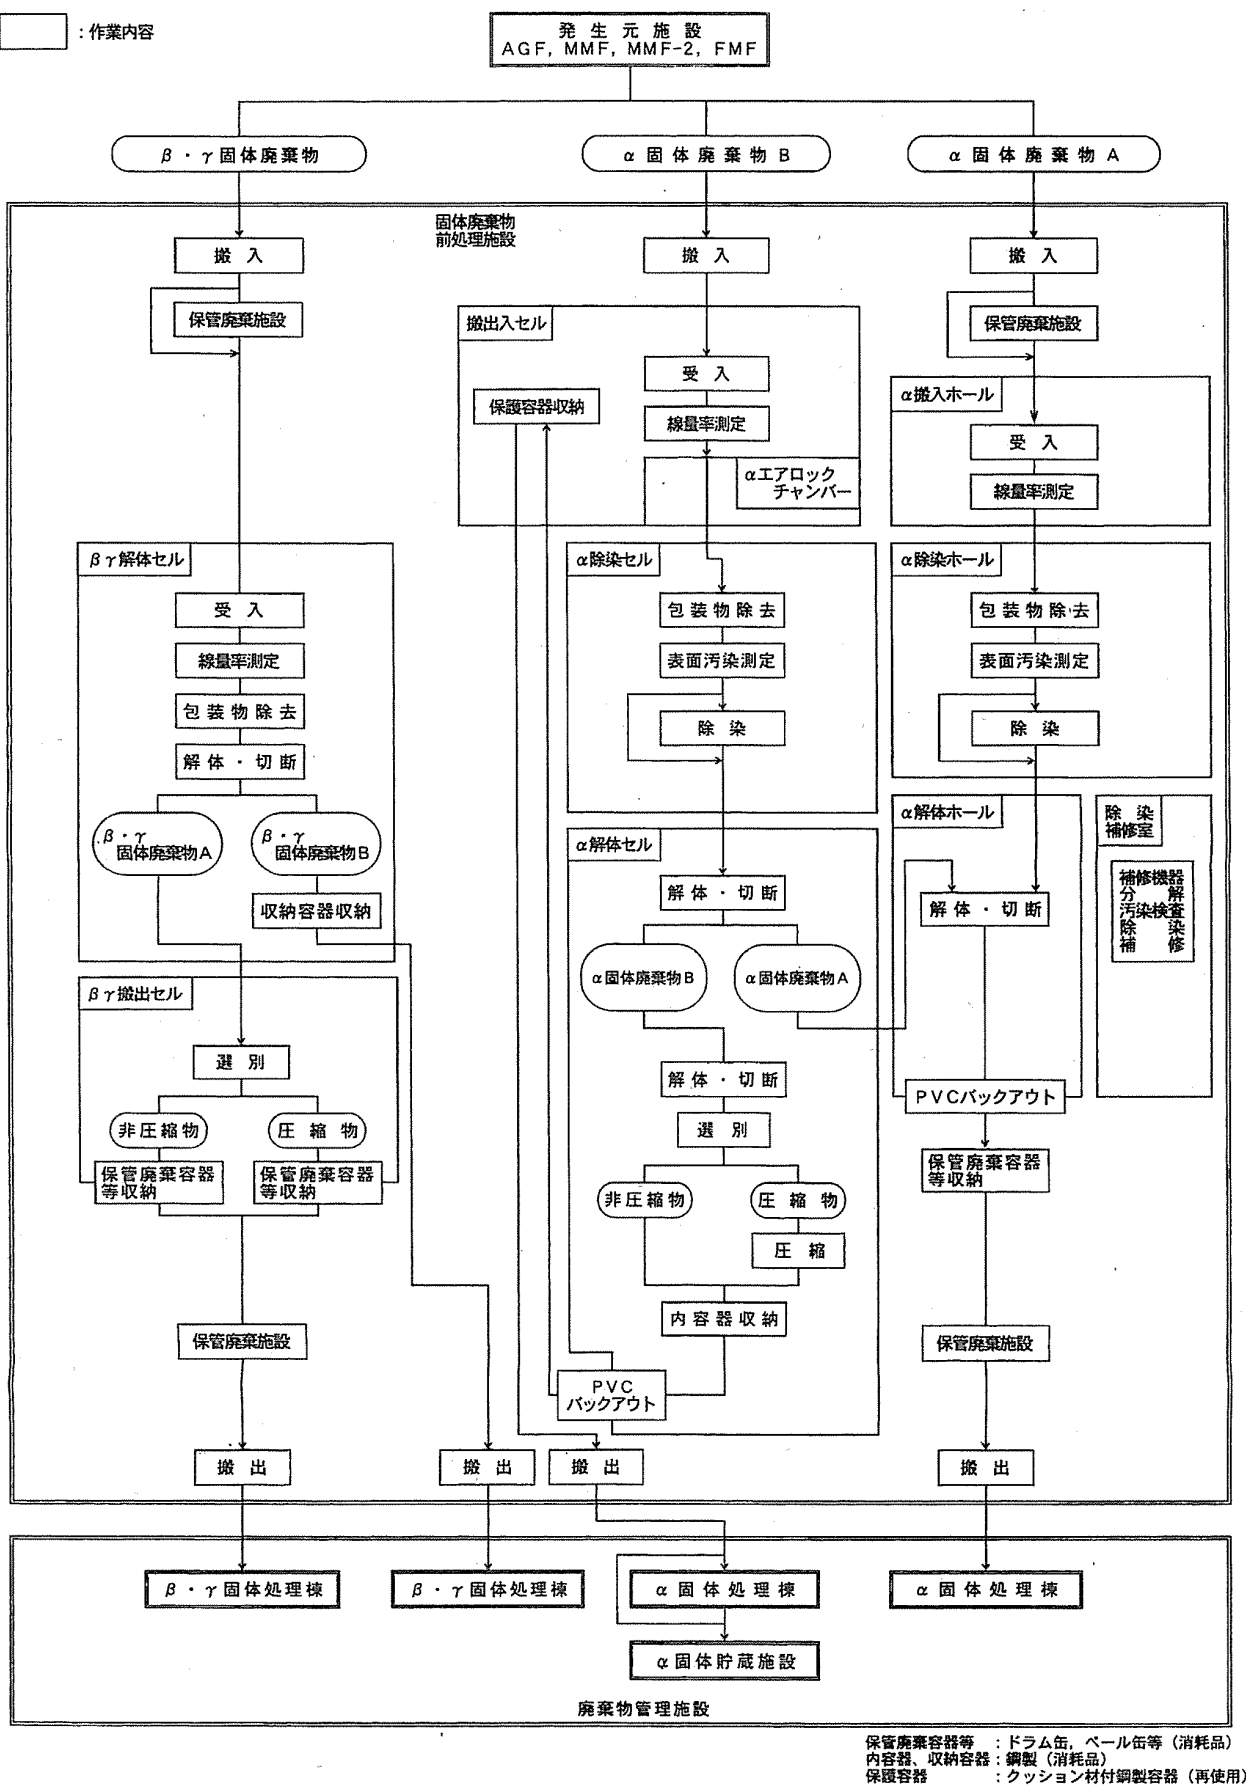 ：作業内容
発生元施設
AGF，MMF，MMF-2，FMF
β・γ固体廃棄物
α固体廃棄物B
α固体廃棄物A
固体廃棄物
前処理施設
搬入
保管廃棄施設
βγ解体セル
受入
線量率測定
包装物除去
解体・切断
β・γ
固体廃棄物A
β・γ
固体廃棄物B
収納容器収納
βγ搬出セル
選別
非圧縮物
圧縮物
保管廃棄容器
等収納
保管廃棄容器
等収納
保管廃棄施設
搬出
搬出
搬入
搬出入セル
受入
保護容器収納
線量率測定
αエアロック
チャンバー
α除染セル
包装物除去
表面汚染測定
除染
α解体セル
解体・切断
α固体廃棄物B
α固体廃棄物A
解体・切断
選別
非圧縮物
圧縮物
圧縮
内容器収納
PVC
バックアウト
搬出
搬入
保管廃棄施設
α搬入ホール
受入
線量率測定
α除染ホール
包装物除去
表面汚染測定
除染
α解体ホール
解体・切断
除染
補修室
補修機器
分解
汚染検査
除染
補修
PVCバックアウト
保管廃棄容器
等収納
保管廃棄施設
搬出
β・γ固体処理棟
β・γ固体処理棟
α固体処理棟
α固体処理棟
α固体貯蔵施設
廃棄物管理施設
保管廃棄容器等：ドラム缶，ペール缶等（消耗品）
内容器、収納容器：鋼製（消耗品）
保護容器：クッション材付鋼製容器（再使用）